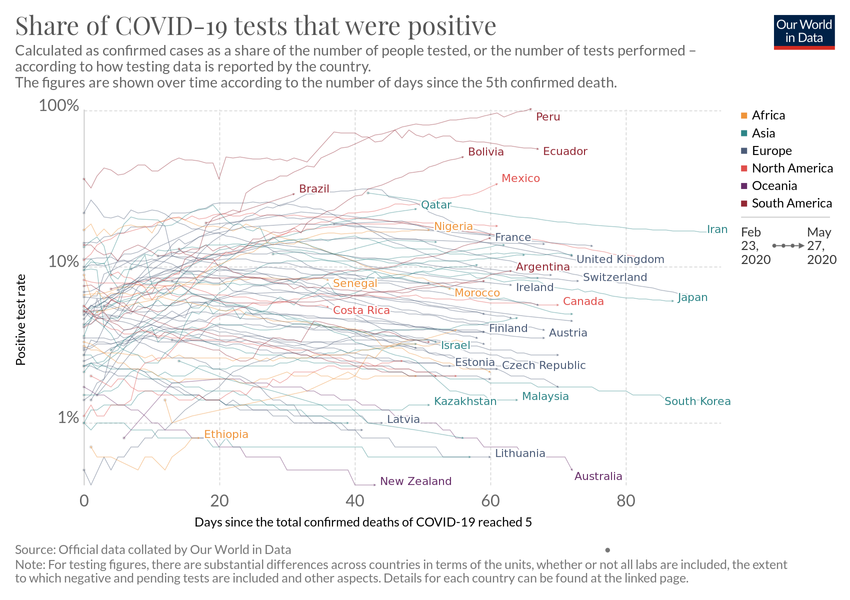 Share of COVID-19 tests that were positive
Our World
in Data
Calculated as confirmed cases as a share of the number of people tested, or the number of tests performed –
according to how testing data is reported by the country.
The figures are shown over time according to the number of days since the 5th confirmed death.
100%
10%
1%
Positive test rate
Peru
Ecuador
Bolivia
Mexico
Brazil
Qatar
Nigeria
Iran
France
United Kingdom
Argentina
Switzerland
Senegal
Ireland
Morocco
Japan
Canada
Costa Rica
Finland
Austria
Israel
Estonia
Czech Republic
Malaysia
Kazakhstan
South Korea
Latvia
Ethiopia
Lithuania
Australia
New Zealand
0
20
40
60
80
Days since the total confirmed deaths of COVID-19 reached 5
Africa
Asia
Europe
North America
Oceania
South America
Feb
23,
2020
May
27,
2020
Source: Official data collated by Our World in Data
Note: For testing figures, there are substantial differences across countries in terms of the units, whether or not all labs are included, the extent
to which negative and pending tests are included and other aspects. Details for each country can be found at the linked page.